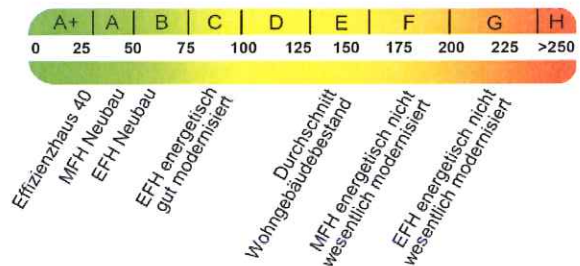 A+ A B C D E F G H
0 25 50 75 100 125 150 175 200 225 >250
Effizienzhaus 40
MFH Neubau
EFH Neubau
EFH energetisch
gut modernisiert
Durchschnitt
Wohngebäudebestand
MFH energetisch nicht
wesentlich modernisiert
EFH energetisch nicht
wesentlich modernisiert